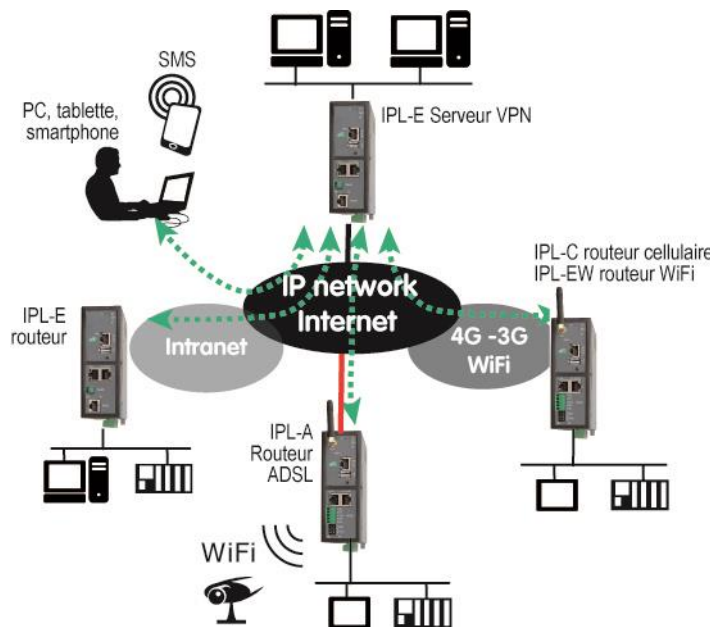 SMS
PC, tablette,
smartphone
IPL-E Serveur VPN
IPL-C routeur cellulaire
IPL-EW routeur WiFi
IP network
Internet
IPL-E
routeur
Intranet
4G -3G
WiFi
IPL-A
Routeur
ADSL
WiFi